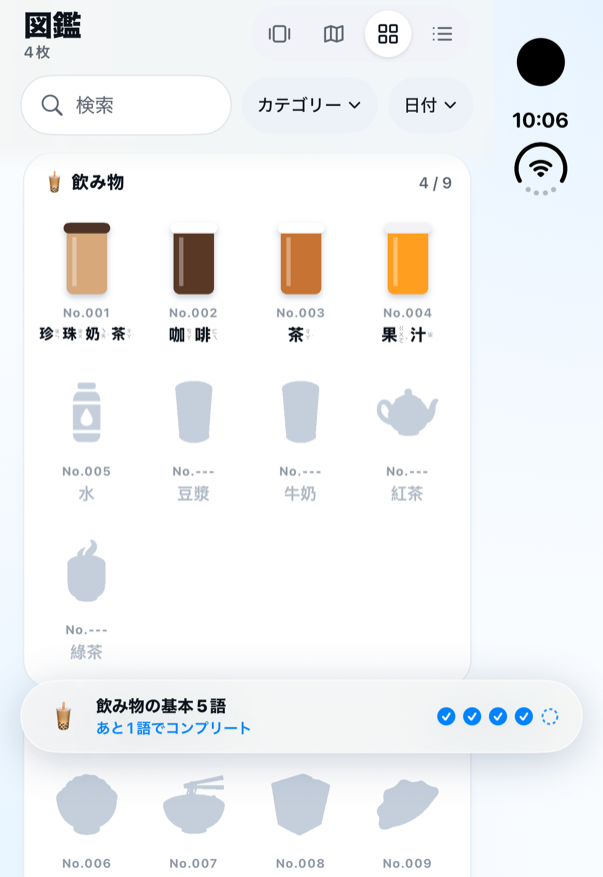 図鑑
4枚
検索
カテゴリー
日付
10:06
飲み物
4 / 9
No.001
No.002
No.003
No.004
珍珠奶茶
咖啡
茶
果汁
No.005
No.---
No.---
No.---
水
豆漿
牛奶
紅茶
No.---
綠茶
飲み物の基本5語
あと1語でコンプリート
No.006
No.007
No.008
No.009